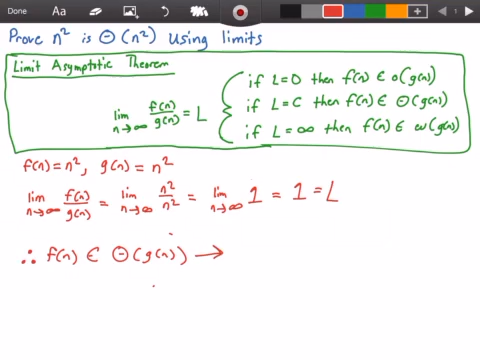 Done
Aa
1
Prove n² is Θ(n²) using limits
Limit Asymptotic Theorem
lim n→∞ f(n)/g(n) = L
if L=0 then f(n) ∈ o(g(n))
if L=C then f(n) ∈ Θ(g(n))
if L=∞ then f(n) ∈ ω(g(n))
f(n)=n², g(n)=n²
lim n→∞ f(n)/g(n) = lim n→∞ n²/n² = lim n→∞ 1 = 1 = L
∴ f(n) ∈ Θ(g(n)) →